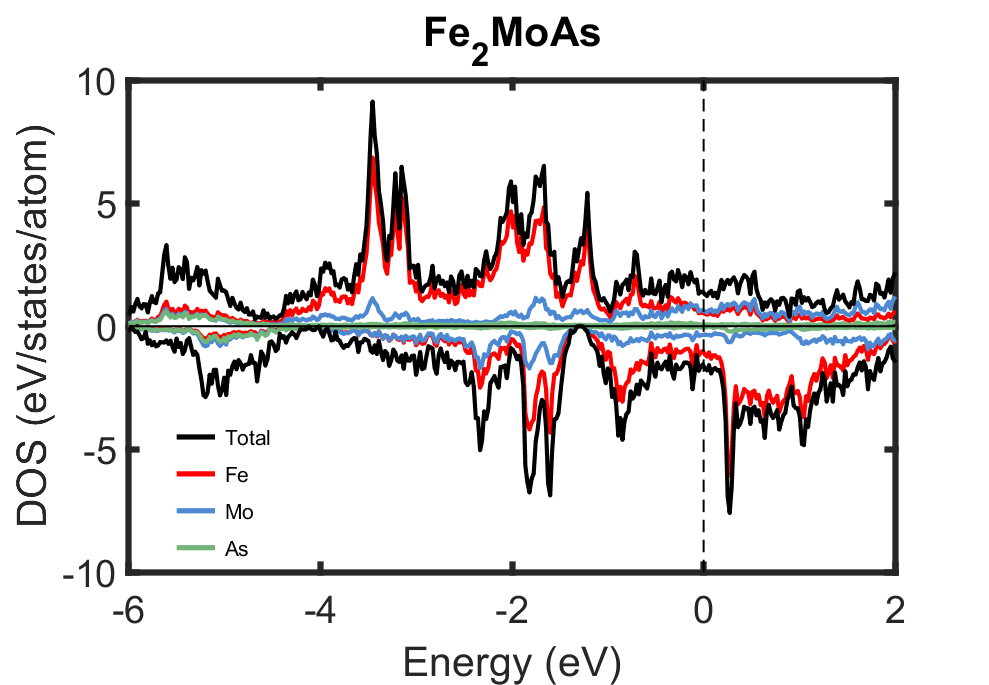 Fe₂MoAs
10
5
0
-5
-10
DOS (eV/states/atom)
Total
Fe
Mo
As
-6
-4
-2
0
2
Energy (eV)